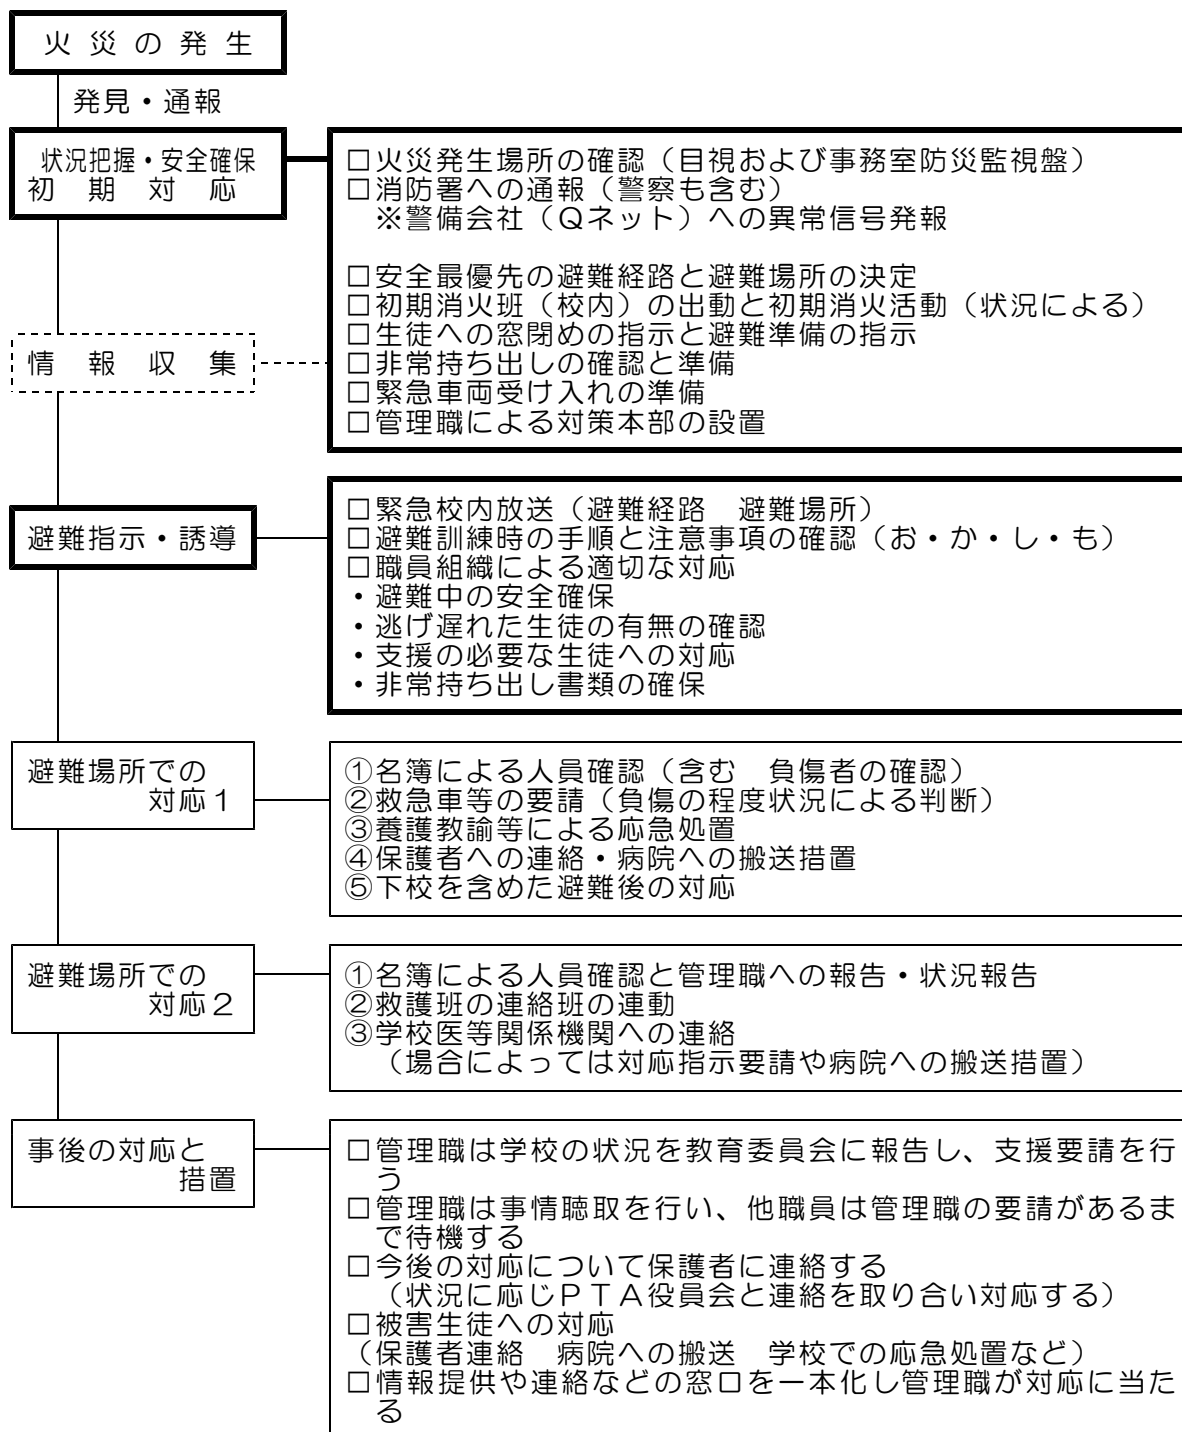 火災の発生
発見・通報
状況把握・安全確保
初期対応
□火災発生場所の確認（目視および事務室防災監視盤）
□消防署への通報（警察も含む）
※警備会社（Ｑネット）への異常信号発報
□安全最優先の避難経路と避難場所の決定
□初期消火班（校内）の出動と初期消火活動（状況による）
□生徒への窓閉めの指示と避難準備の指示
□非常持ち出しの確認と準備
□緊急車両受け入れの準備
□管理職による対策本部の設置
情報収集
避難指示・誘導
□緊急校内放送（避難経路　避難場所）
□避難訓練時の手順と注意事項の確認（お・か・し・も）
□職員組織による適切な対応
・避難中の安全確保
・逃げ遅れた生徒の有無の確認
・支援の必要な生徒への対応
・非常持ち出し書類の確保
避難場所での
対応１
①名簿による人員確認（含む　負傷者の確認）
②救急車等の要請（負傷の程度状況による判断）
③養護教諭等による応急処置
④保護者への連絡・病院への搬送措置
⑤下校を含めた避難後の対応
避難場所での
対応２
①名簿による人員確認と管理職への報告・状況報告
②救護班の連絡班の連動
③学校医等関係機関への連絡
（場合によっては対応指示要請や病院への搬送措置）
事後の対応と
措置
□管理職は学校の状況を教育委員会に報告し、支援要請を行
う
□管理職は事情聴取を行い、他職員は管理職の要請があるま
で待機する
□今後の対応について保護者に連絡する
（状況に応じＰＴＡ役員会と連絡を取り合い対応する）
□被害生徒への対応
（保護者連絡　病院への搬送　学校での応急処置など）
□情報提供や連絡などの窓口を一本化し管理職が対応に当た
る